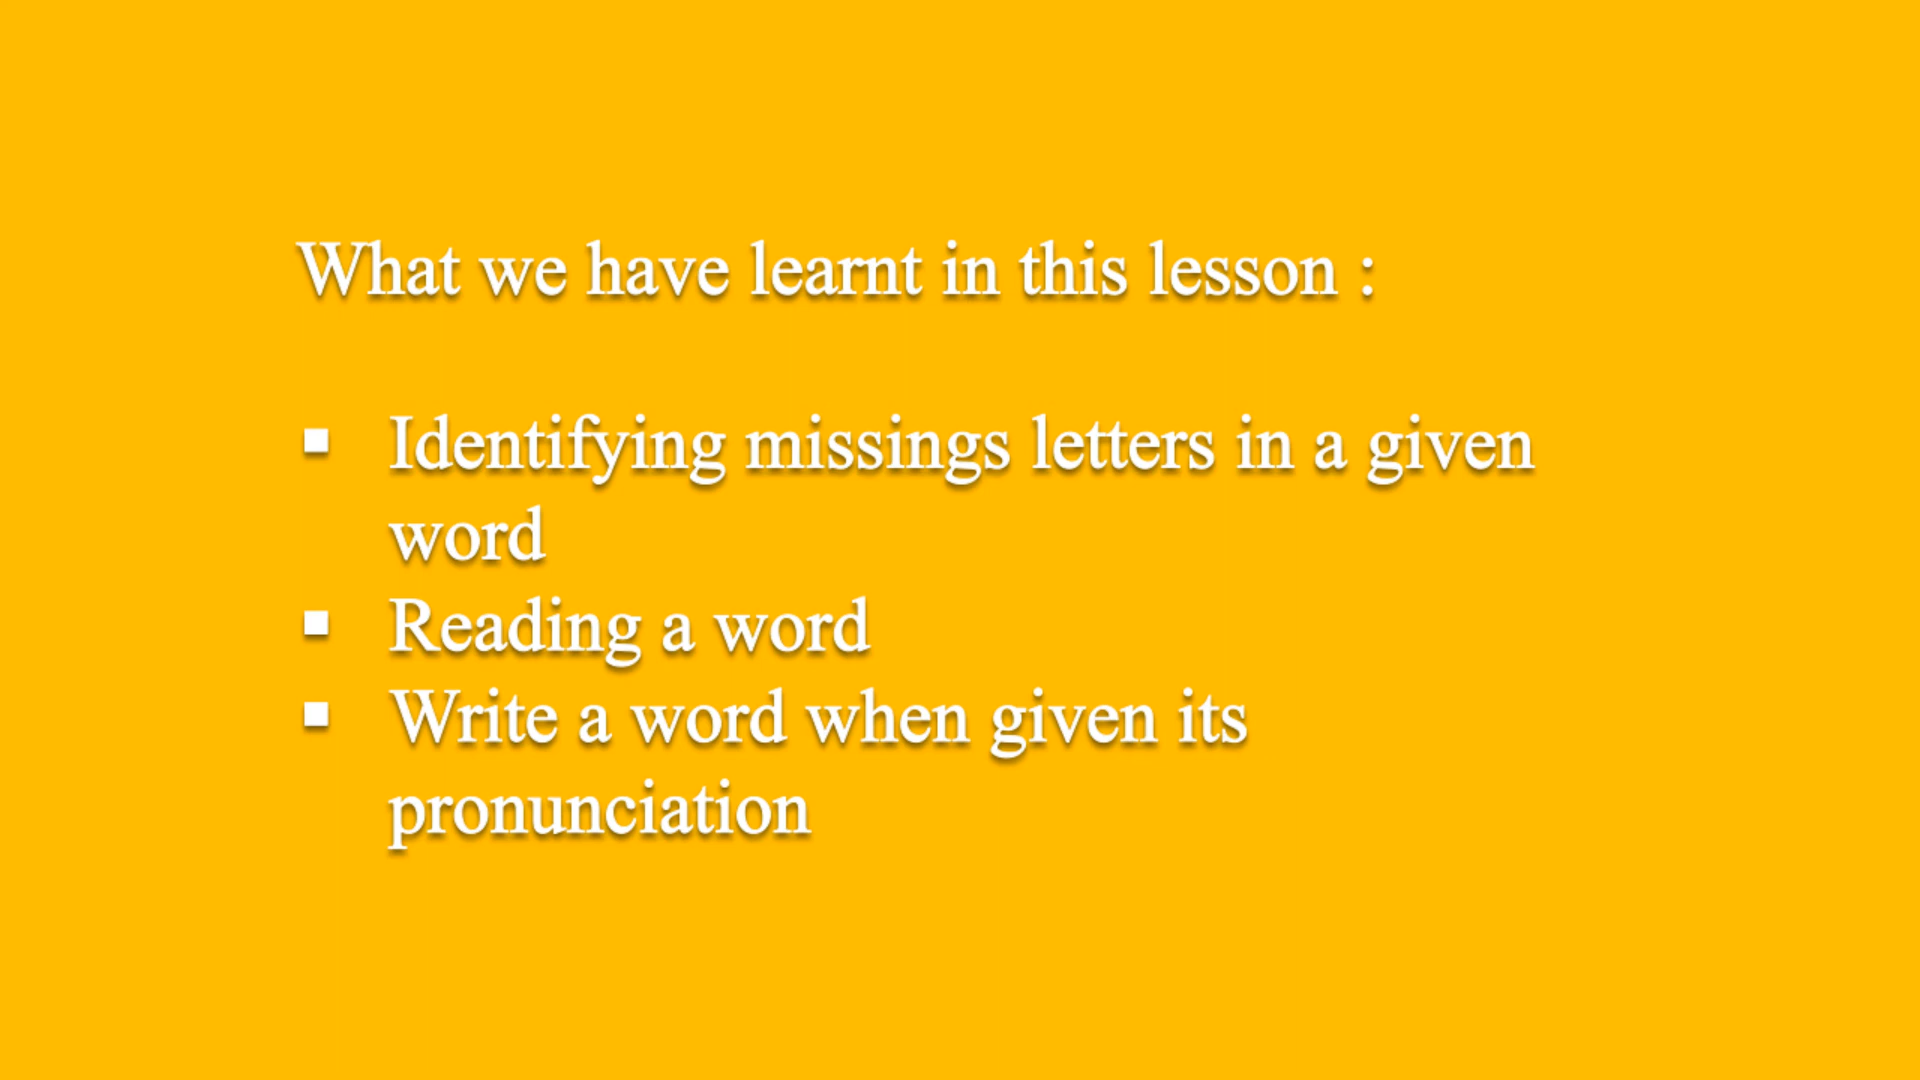 What we have learnt in this lesson :
▪ Identifying missings letters in a given
word
▪ Reading a word
▪ Write a word when given its
pronunciation